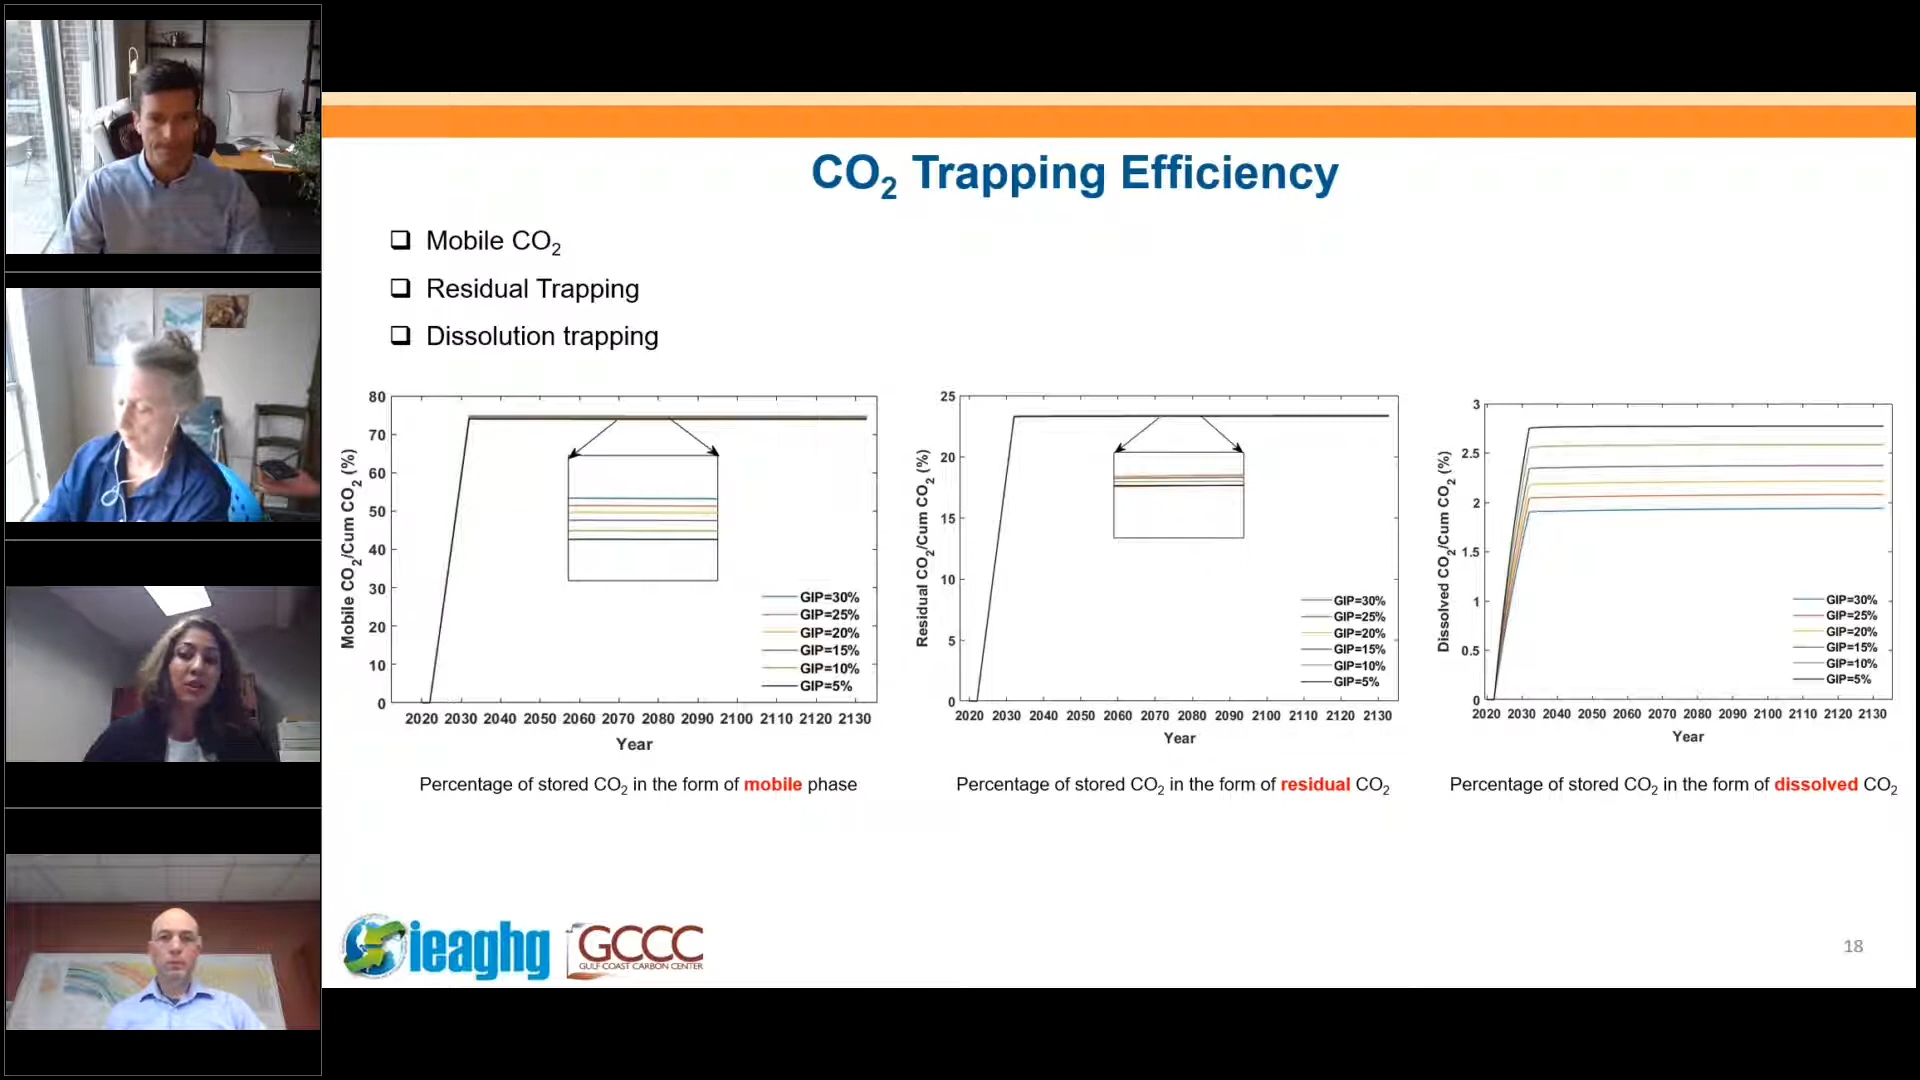 CO2 Trapping Efficiency
❑ Mobile CO2
❑ Residual Trapping
❑ Dissolution trapping
Mobile CO2/Cum CO2 (%)
80
70
60
50
40
30
20
10
0
GIP=30%
GIP=25%
GIP=20%
GIP=15%
GIP=10%
GIP=5%
2020 2030 2040 2050 2060 2070 2080 2090 2100 2110 2120 2130
Year
Percentage of stored CO2 in the form of mobile phase
Residual CO2/Cum CO2 (%)
25
20
15
10
5
0
GIP=30%
GIP=25%
GIP=20%
GIP=15%
GIP=10%
GIP=5%
2020 2030 2040 2050 2060 2070 2080 2090 2100 2110 2120 2130
Year
Percentage of stored CO2 in the form of residual CO2
Dissolved CO2/Cum CO2 (%)
3
2.5
2
1.5
1
0.5
0
GIP=30%
GIP=25%
GIP=20%
GIP=15%
GIP=10%
GIP=5%
2020 2030 2040 2050 2060 2070 2080 2090 2100 2110 2120 2130
Year
Percentage of stored CO2 in the form of dissolved CO2
ieaghg
GCCC
GULF COAST CARBON CENTER
18